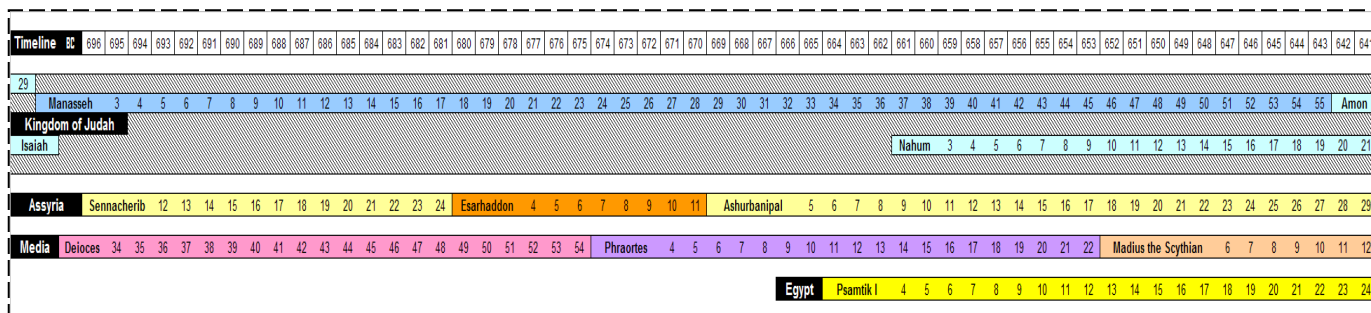 Timeline BC 696 695 694 693 692 691 690 689 688 687 686 685 684 683 682 681 680 679 678 677 676 675 674 673 672 671 670 669 668 667 666 665 664 663 662 661 660 659 658 657 656 655 654 653 652 651 650 649 648 647 646 645 644 643 642 641
29
Manasseh 3 4 5 6 7 8 9 10 11 12 13 14 15 16 17 18 19 20 21 22 23 24 25 26 27 28 29 30 31 32 33 34 35 36 37 38 39 40 41 42 43 44 45 46 47 48 49 50 51 52 53 54 55 Amon
Kingdom of Judah
Isaiah Nahum 3 4 5 6 7 8 9 10 11 12 13 14 15 16 17 18 19 20 21
Assyria Sennacherib 12 13 14 15 16 17 18 19 20 21 22 23 24 Esarhaddon 4 5 6 7 8 9 10 11 Ashurbanipal 5 6 7 8 9 10 11 12 13 14 15 16 17 18 19 20 21 22 23 24 25 26 27 28 29
Media Deioces 34 35 36 37 38 39 40 41 42 43 44 45 46 47 48 49 50 51 52 53 54 Phraortes 4 5 6 7 8 9 10 11 12 13 14 15 16 17 18 19 20 21 22 Madius the Scythian 6 7 8 9 10 11 12
Egypt Psamtik I 4 5 6 7 8 9 10 11 12 13 14 15 16 17 18 19 20 21 22 23 24